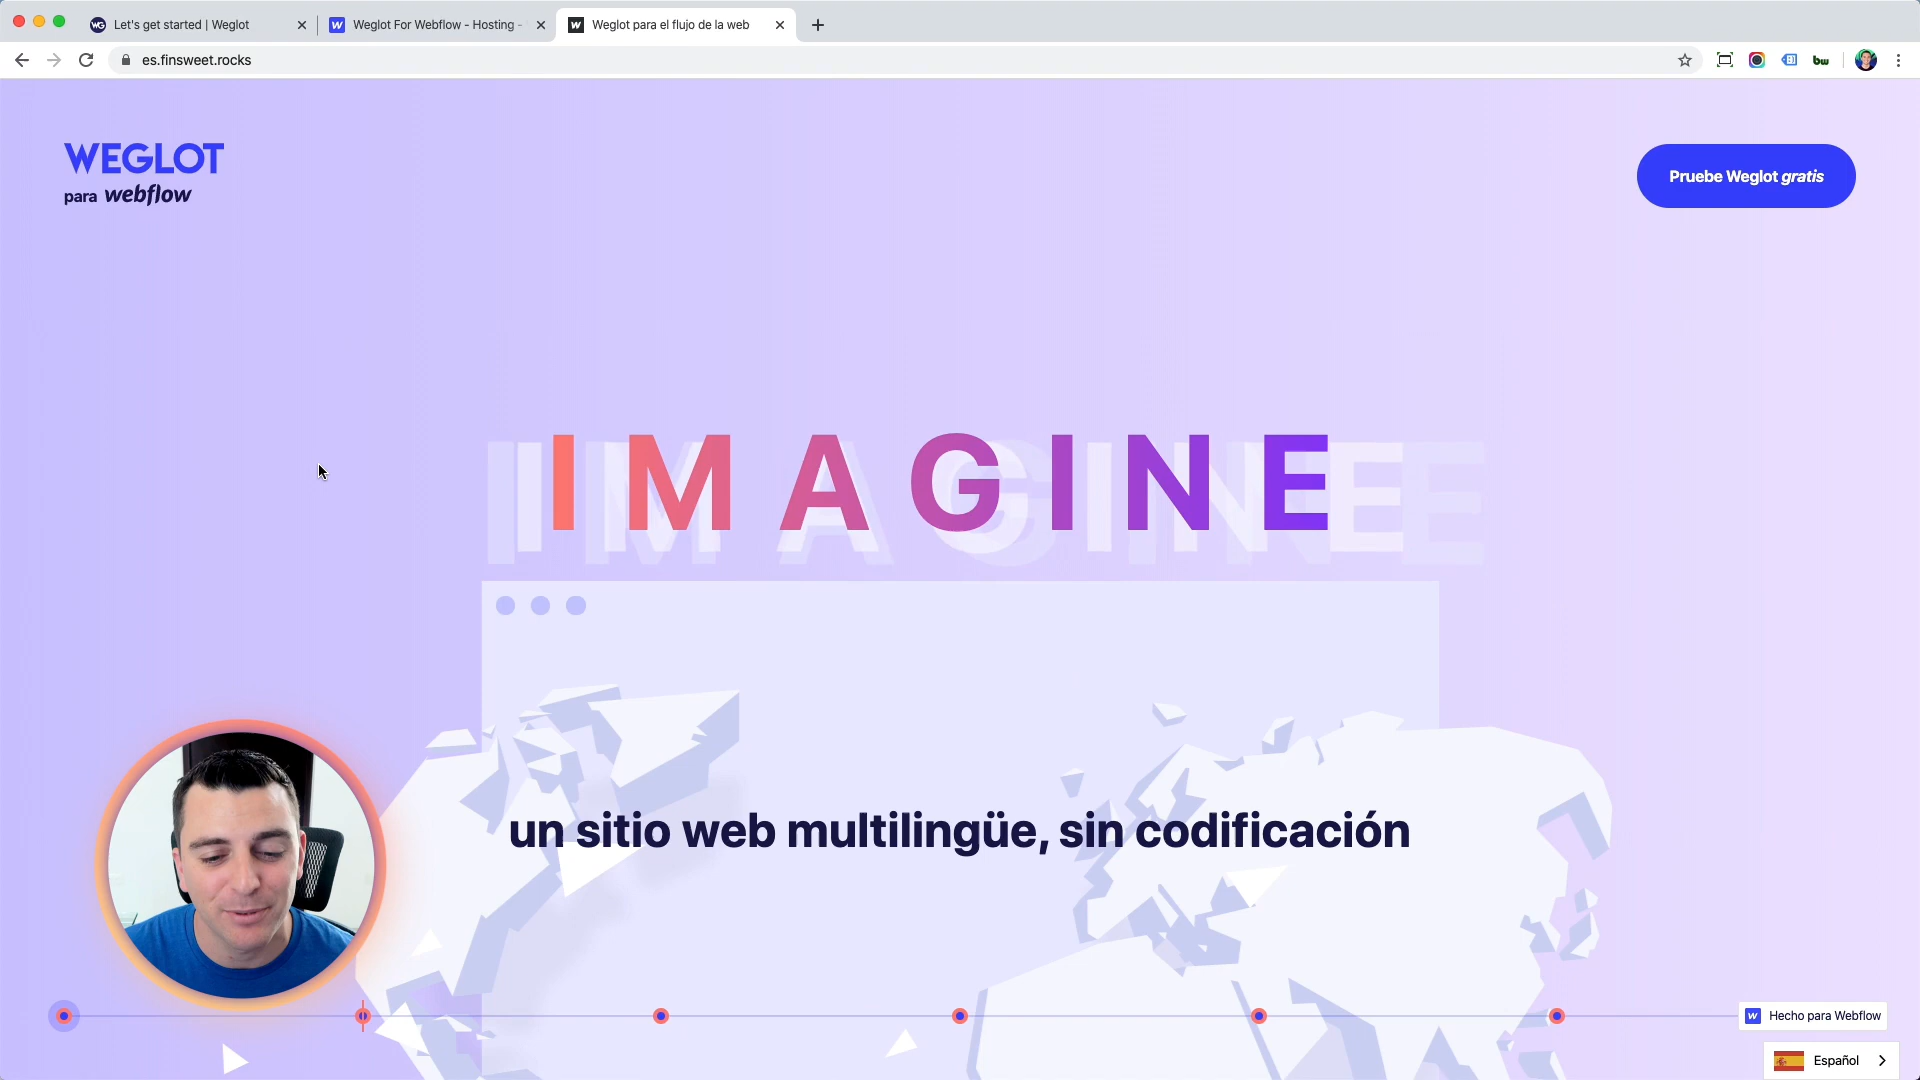 Let's get started | Weglot
Weglot For Webflow - Hosting -
Weglot para el flujo de la web
es.finsweet.rocks
WEGLOT
para webflow
Pruebe Weglot gratis
IMAGINE
un sitio web multilingüe, sin codificación
Hecho para Webflow
Español